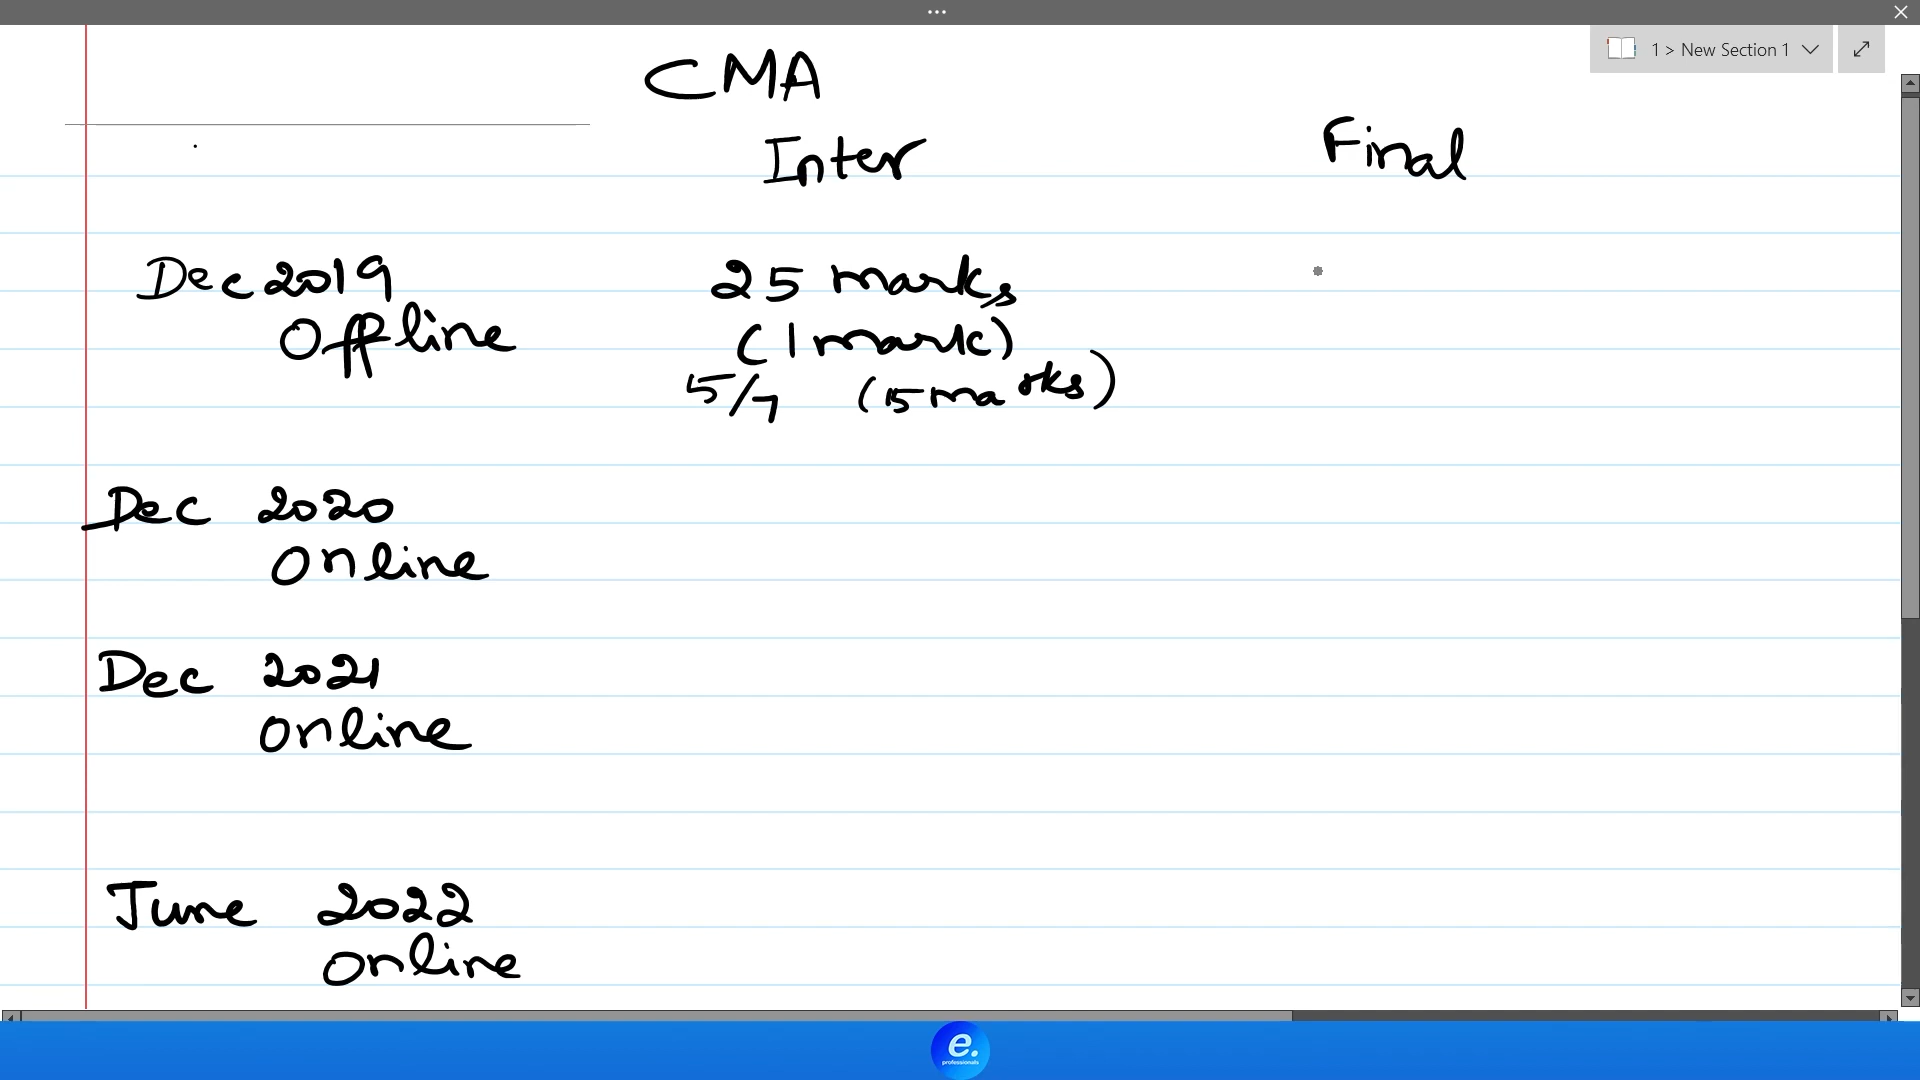 1 > New Section 1
CMA
Inter Final
Dec 2019 25 marks
Offline (1 mark)
5/7 (15 marks)
Dec 2020
Online
Dec 2021
Online
June 2022
Online
e.
professionals